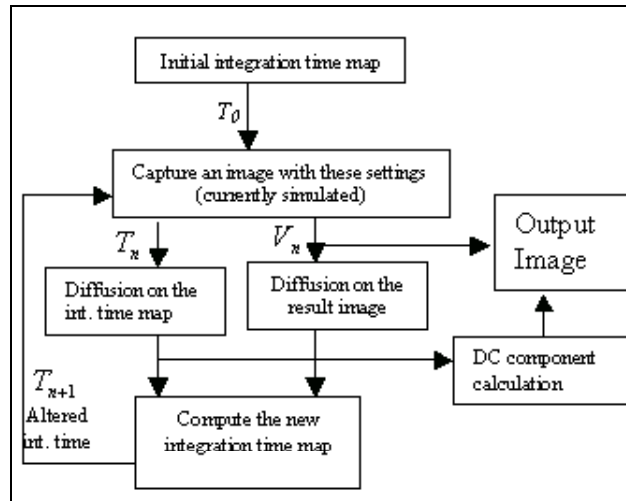 Initial integration time map
T0
Capture an image with these settings
(currently simulated)
Tn
Vn
Output
Image
Diffusion on the
int. time map
Diffusion on the
result image
DC component
calculation
Tn+1
Altered
int. time
Compute the new
integration time map